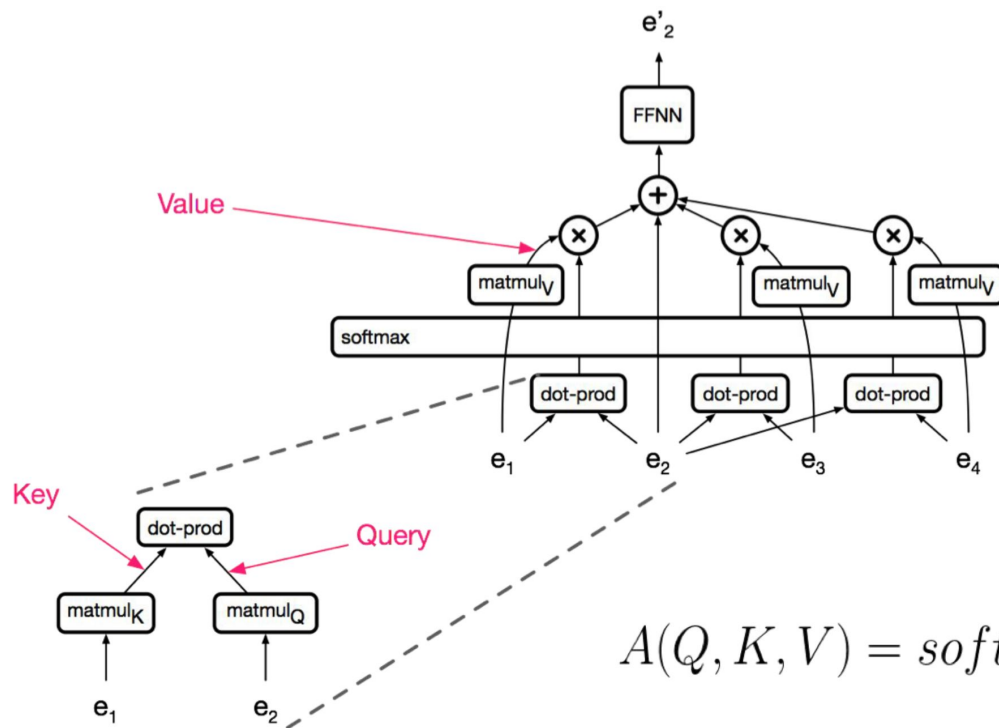 e'2
FFNN
+
Value
× × ×
matmulV matmulV matmulV
softmax
dot-prod dot-prod dot-prod
e1 e2 e3 e4
Key
dot-prod
Query
matmulK matmulQ
A(Q, K, V) = soft
e1 e2